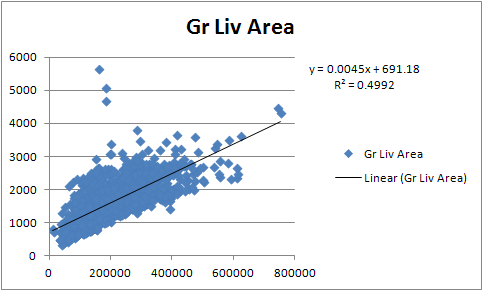 Gr Liv Area
6000
5000
4000
3000
2000
1000
0
0 200000 400000 600000 800000
y = 0.0045x + 691.18
R² = 0.4992
Gr Liv Area
Linear (Gr Liv Area)